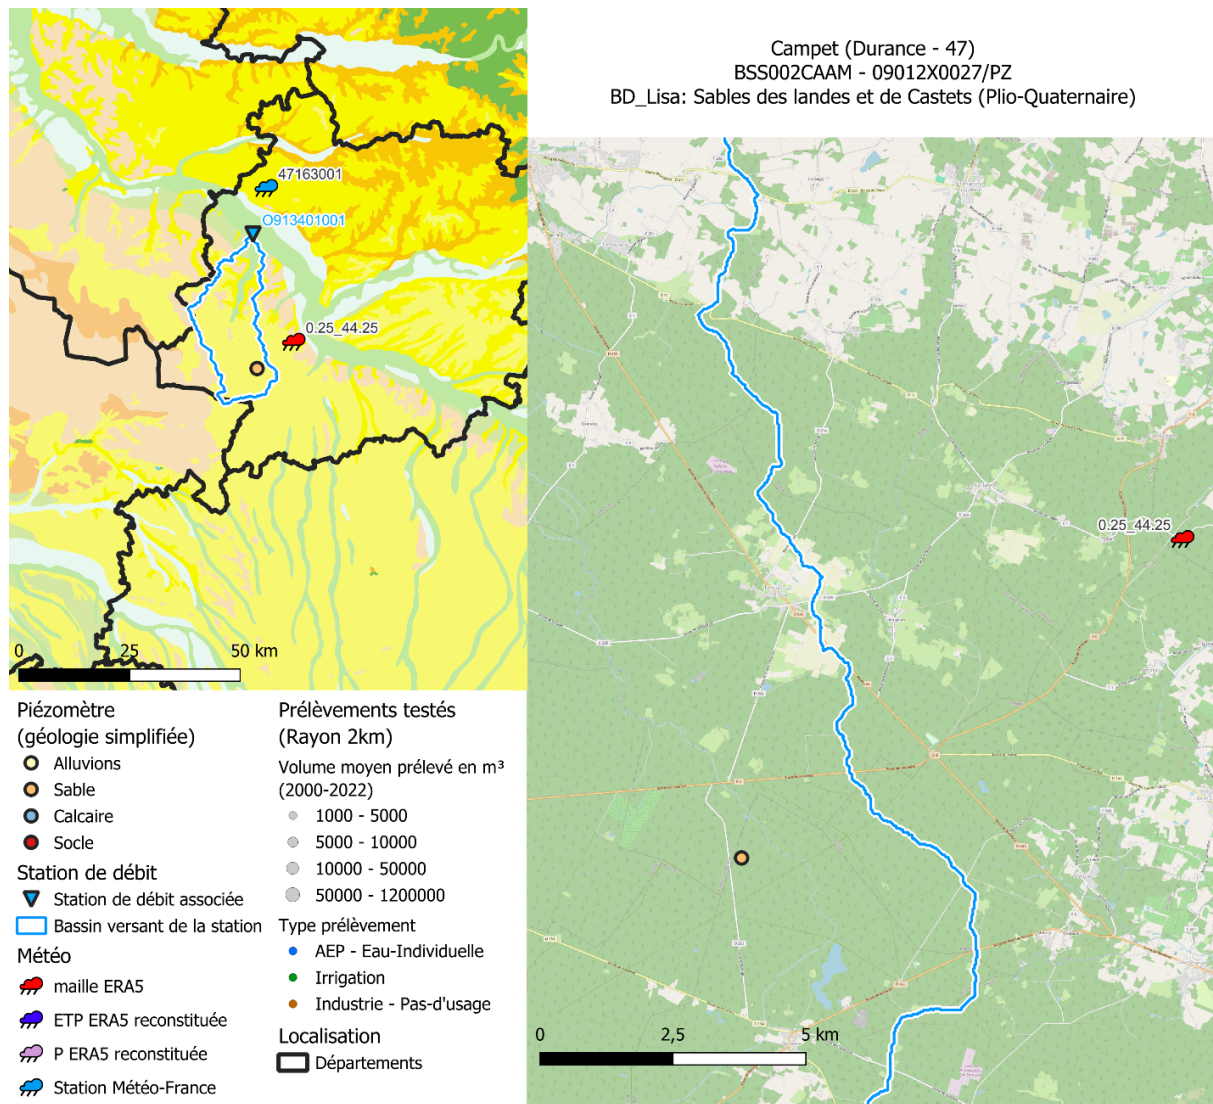 Campet (Durance - 47)
BSS002CAAM - 09012X0027/PZ
BD_Lisa: Sables des landes et de Castets (Plio-Quaternaire)
47163001
O913401001
0.25_44.25
0 25 50 km
0.25_44.25
0 2,5 5 km
Piézomètre
(géologie simplifiée)
Alluvions
Sable
Calcaire
Socle
Station de débit
Station de débit associée
Bassin versant de la station
Météo
maille ERA5
ETP ERA5 reconstituée
P ERA5 reconstituée
Station Météo-France
Prélèvements testés
(Rayon 2km)
Volume moyen prélevé en m³
(2000-2022)
1000 - 5000
5000 - 10000
10000 - 50000
50000 - 1200000
Type prélèvement
AEP - Eau-Individuelle
Irrigation
Industrie - Pas-d'usage
Localisation
Départements